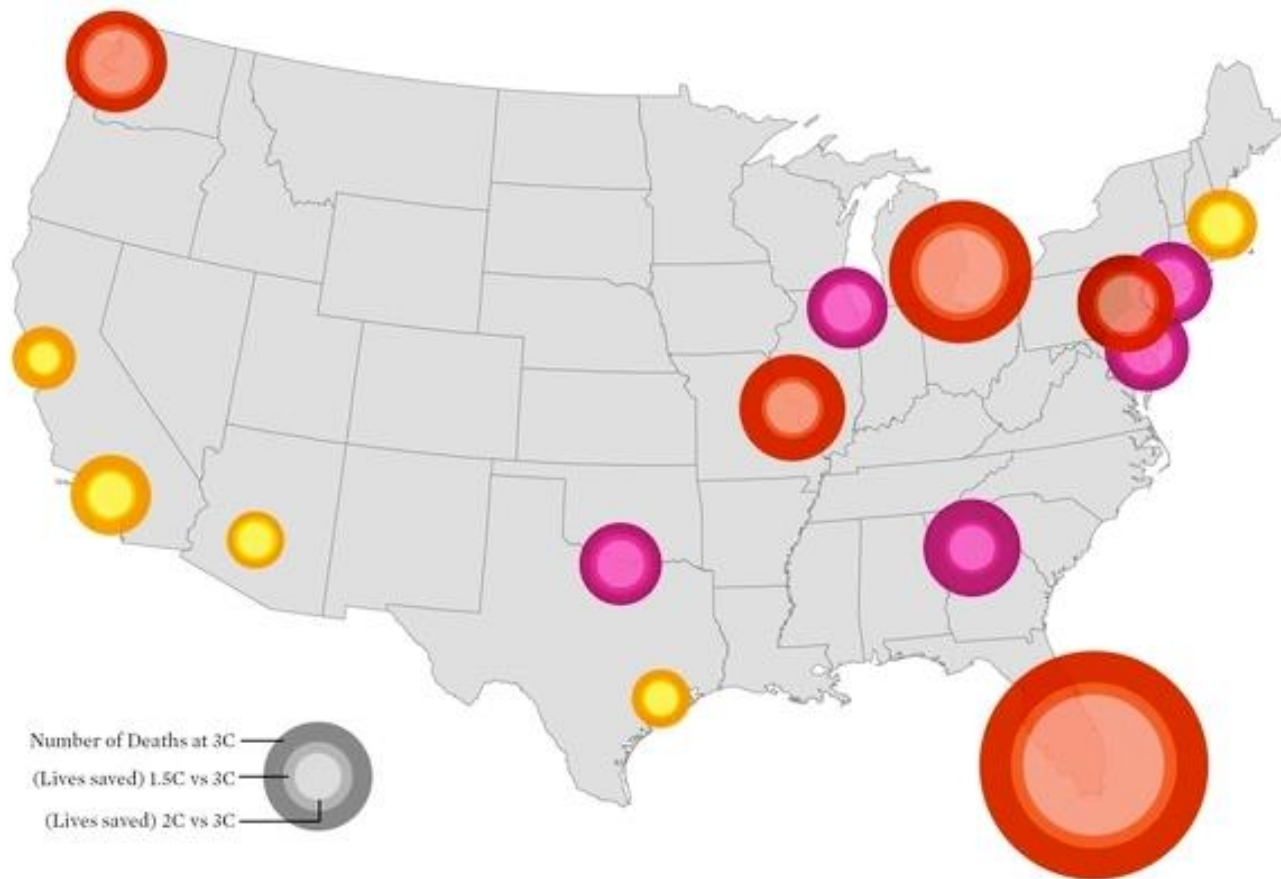 Number of Deaths at 3C
(Lives saved) 1.5C vs 3C
(Lives saved) 2C vs 3C